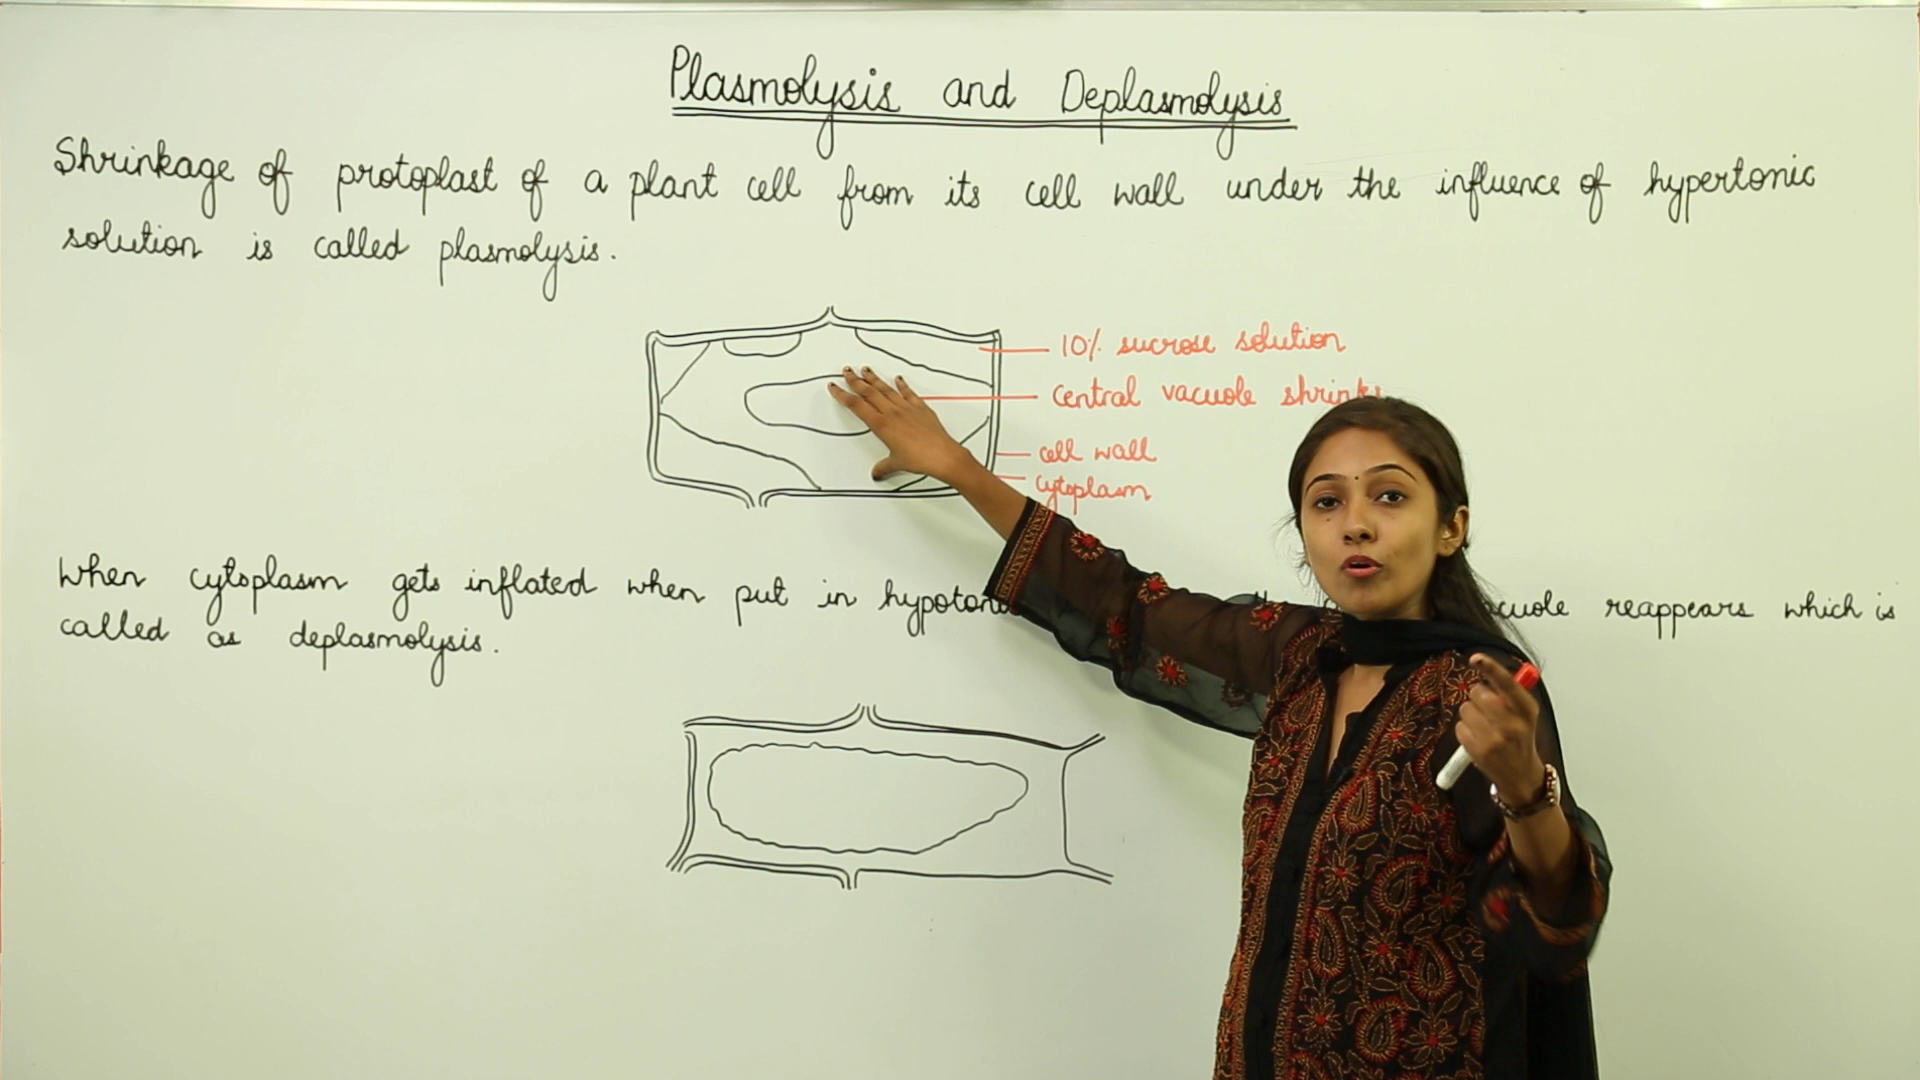 Plasmolysis and Deplasmolysis
Shrinkage of protoplast of a plant cell from its cell wall under the influence of hypertonic
solution is called plasmolysis.
10% sucrose solution
Central vacuole shrinks
cell wall
cytoplasm
When cytoplasm gets inflated when put in reappears which is
called as deplasmolysis.